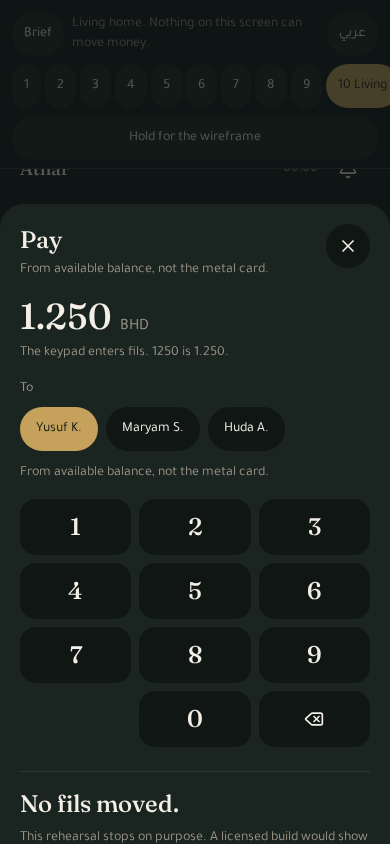 Brief
Living home. Nothing on this screen can
move money.
عربي
1 2 3 4 5 6 7 8 9 10 Living
Hold for the wireframe
Athar
Pay
From available balance, not the metal card.
1.250 BHD
The keypad enters fils. 1250 is 1.250.
To
Yusuf K. Maryam S. Huda A.
From available balance, not the metal card.
1 2 3
4 5 6
7 8 9
0
No fils moved.
This rehearsal stops on purpose. A licensed build would show